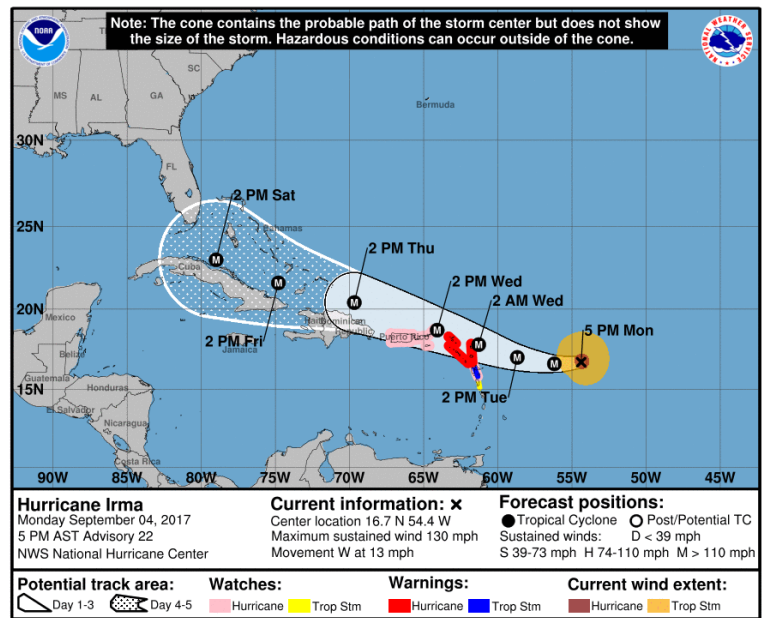 Note: The cone contains the probable path of the storm center but does not show
the size of the storm. Hazardous conditions can occur outside of the cone.
NOAA
NATIONAL WEATHER SERVICE
SC
MS
AL
GA
Bermuda
30N
FL
2 PM Sat
25N
Bahamas
2 PM Thu
M
Cuba
M
2 PM Wed
M
2 AM Wed
20N
M
5 PM Mon
Mexico
2 PM Fri
Dominican
Republic
Puerto Rico
Jamaica
M
M
M
Belize
Guatemala
Honduras
15N
2 PM Tue
El Salvador
Nicaragua
Costa Rica
90W 85W 80W 75W 70W 65W 60W 55W 50W 45W
Hurricane Irma
Monday September 04, 2017
5 PM AST Advisory 22
NWS National Hurricane Center
Current information: ×
Center location 16.7 N 54.4 W
Maximum sustained wind 130 mph
Movement W at 13 mph
Forecast positions:
Tropical Cyclone Post/Potential TC
Sustained winds: D < 39 mph
S 39-73 mph H 74-110 mph M > 110 mph
Potential track area:
Day 1-3 Day 4-5
Watches:
Hurricane Trop Stm
Warnings:
Hurricane Trop Stm
Current wind extent:
Hurricane Trop Stm